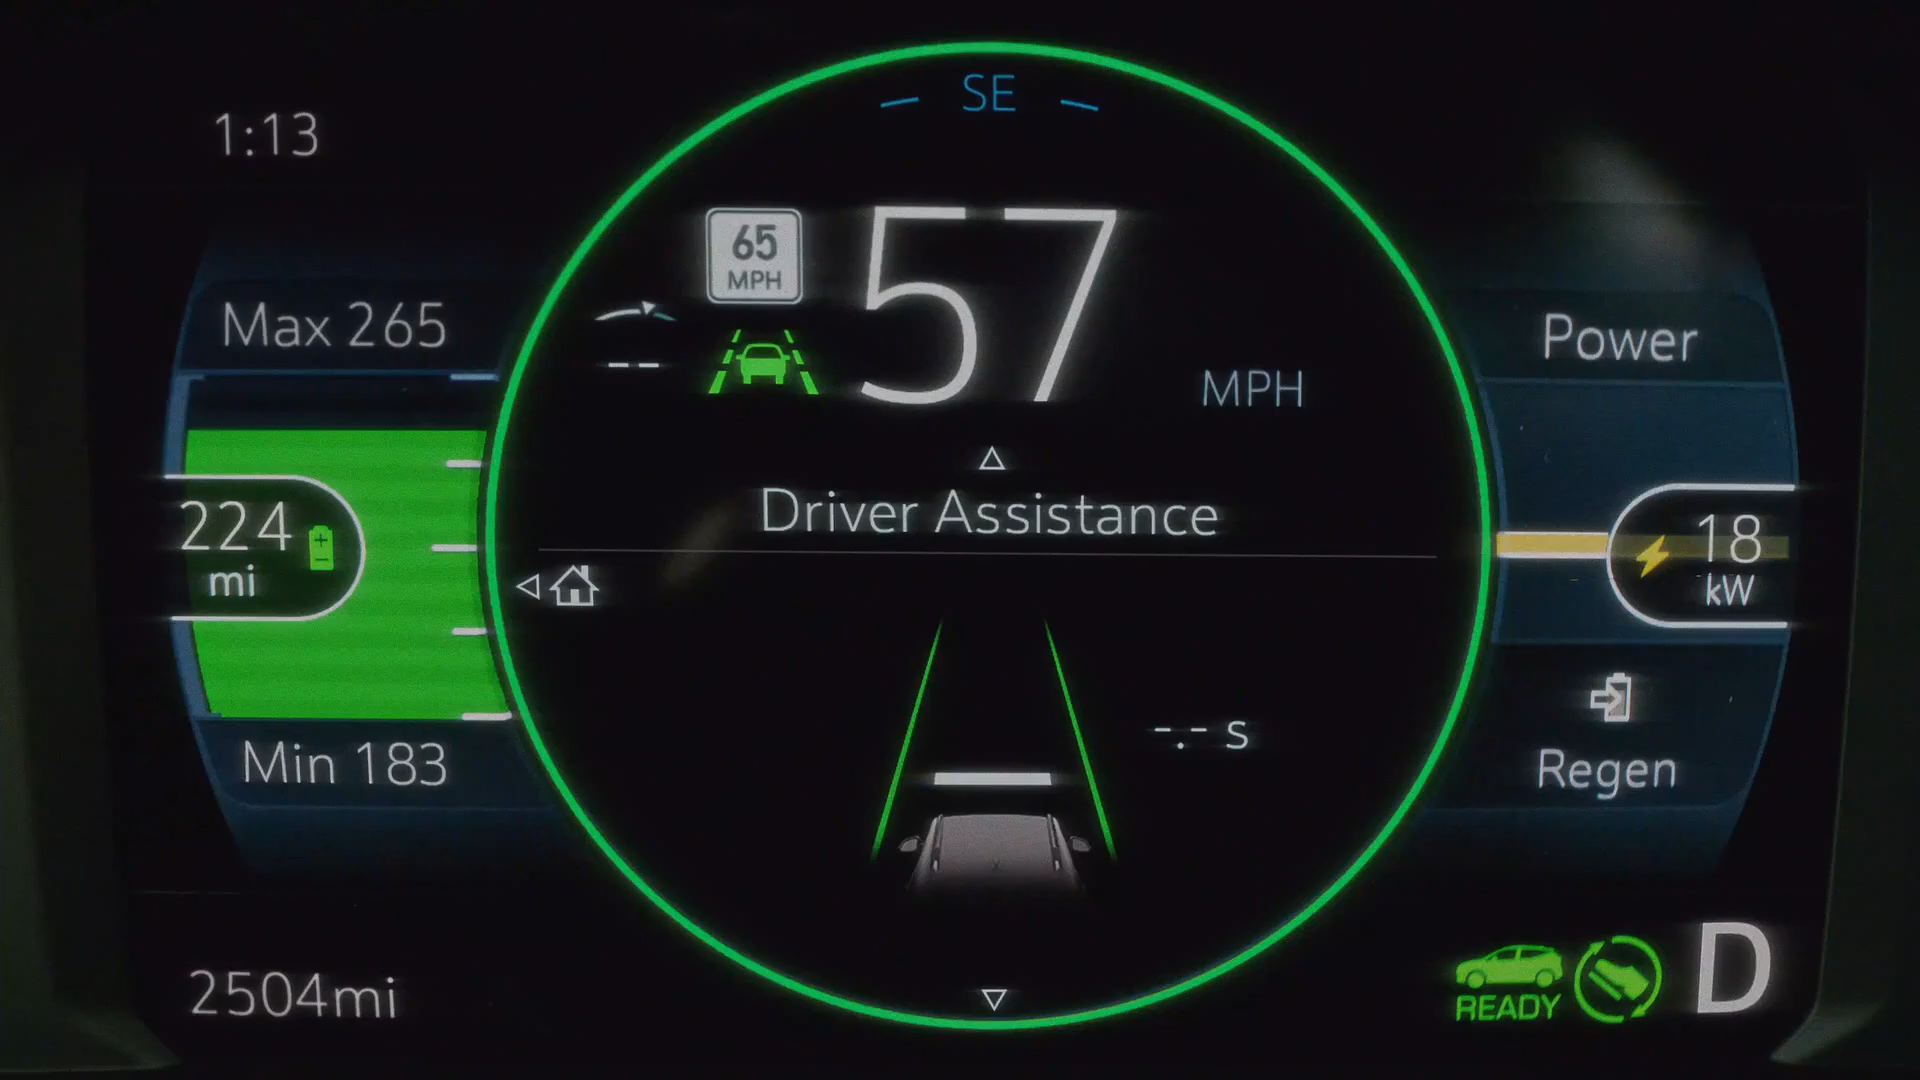 SE
1:13
65
MPH
57
MPH
--
Max 265
Power
Driver Assistance
224
mi
18
kW
-.- s
Min 183
Regen
2504mi
READY
D